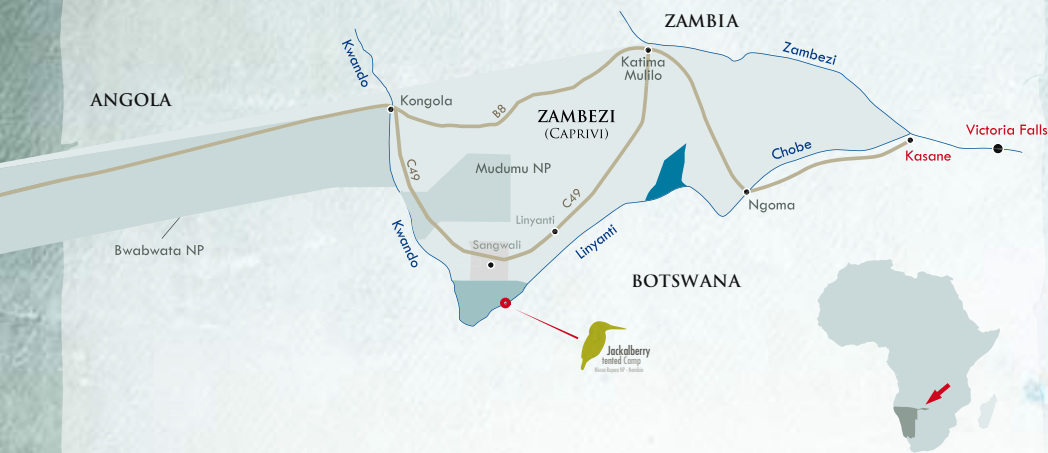 ZAMBIA
Kwando
Zambezi
Katima
Mulilo
ANGOLA
Kongola
B8
ZAMBEZI
(CAPRIVI)
Victoria Falls
Chobe
Kasane
C49
Mudumu NP
C49
Ngoma
Linyanti
Bwabwata NP
Kwando
Sangwali
Linyanti
BOTSWANA
Jackalberry
tented Camp